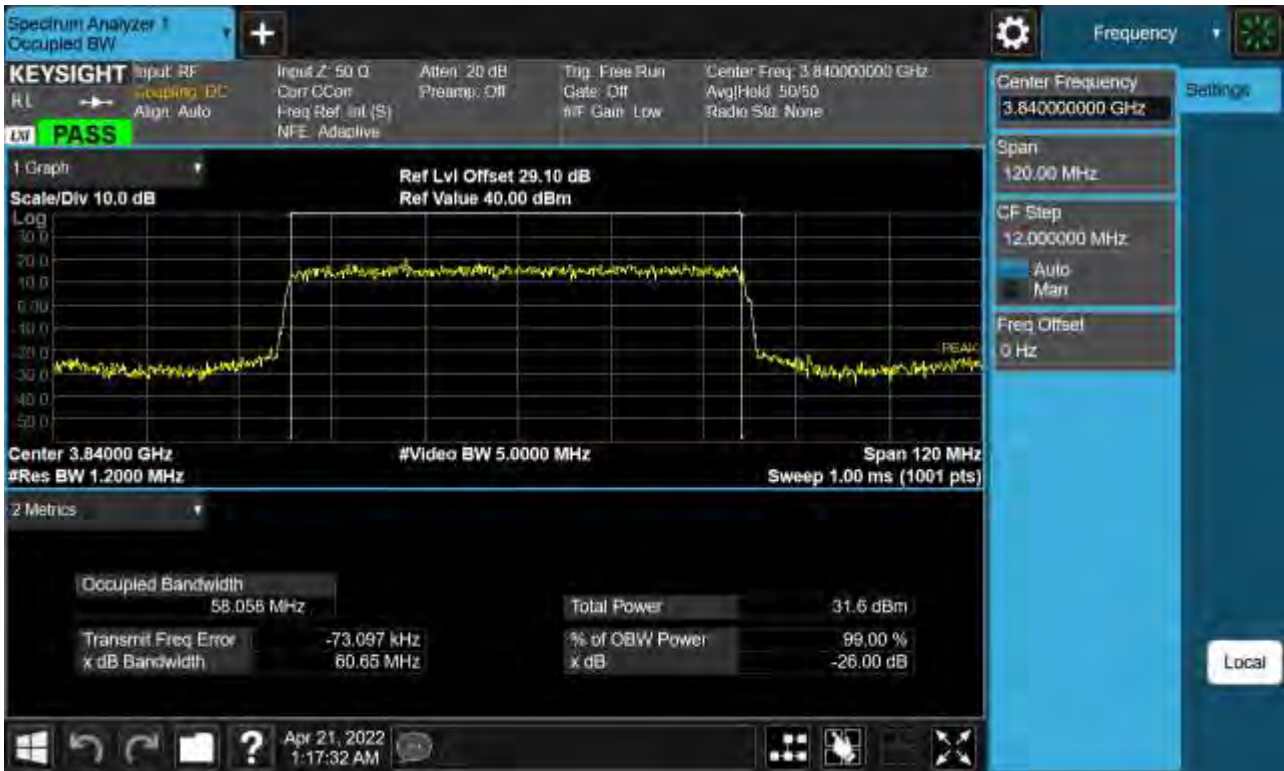 Spectrum Analyzer 1
Occupied BW
Frequency
KEYSIGHT
Input: RF
Coupling: DC
Align: Auto
Input Z: 50 Ω
Corr CCorr
Freq Ref: Int (S)
NFE: Adaptive
Atten: 20 dB
Preamp: Off
Trig: Free Run
Gate: Off
#IF Gain: Low
Center Freq: 3.840000000 GHz
Avg|Hold: 50/50
Radio Std: None
RL
LXI
PASS
Center Frequency
3.840000000 GHz
Settings
Span
120.00 MHz
CF Step
12.000000 MHz
Auto
Man
Freq Offset
0 Hz
1 Graph
Scale/Div 10.0 dB
Ref Lvl Offset 29.10 dB
Ref Value 40.00 dBm
Log
30.0
20.0
10.0
0.00
-10.0
-20.0
-30.0
-40.0
-50.0
PEAK
Center 3.84000 GHz
#Res BW 1.2000 MHz
#Video BW 5.0000 MHz
Span 120 MHz
Sweep 1.00 ms (1001 pts)
2 Metrics
Occupied Bandwidth
58.058 MHz
Transmit Freq Error -73.097 kHz
x dB Bandwidth 60.65 MHz
Total Power 31.6 dBm
% of OBW Power 99.00 %
x dB -26.00 dB
Local
?
Apr 21, 2022
1:17:32 AM